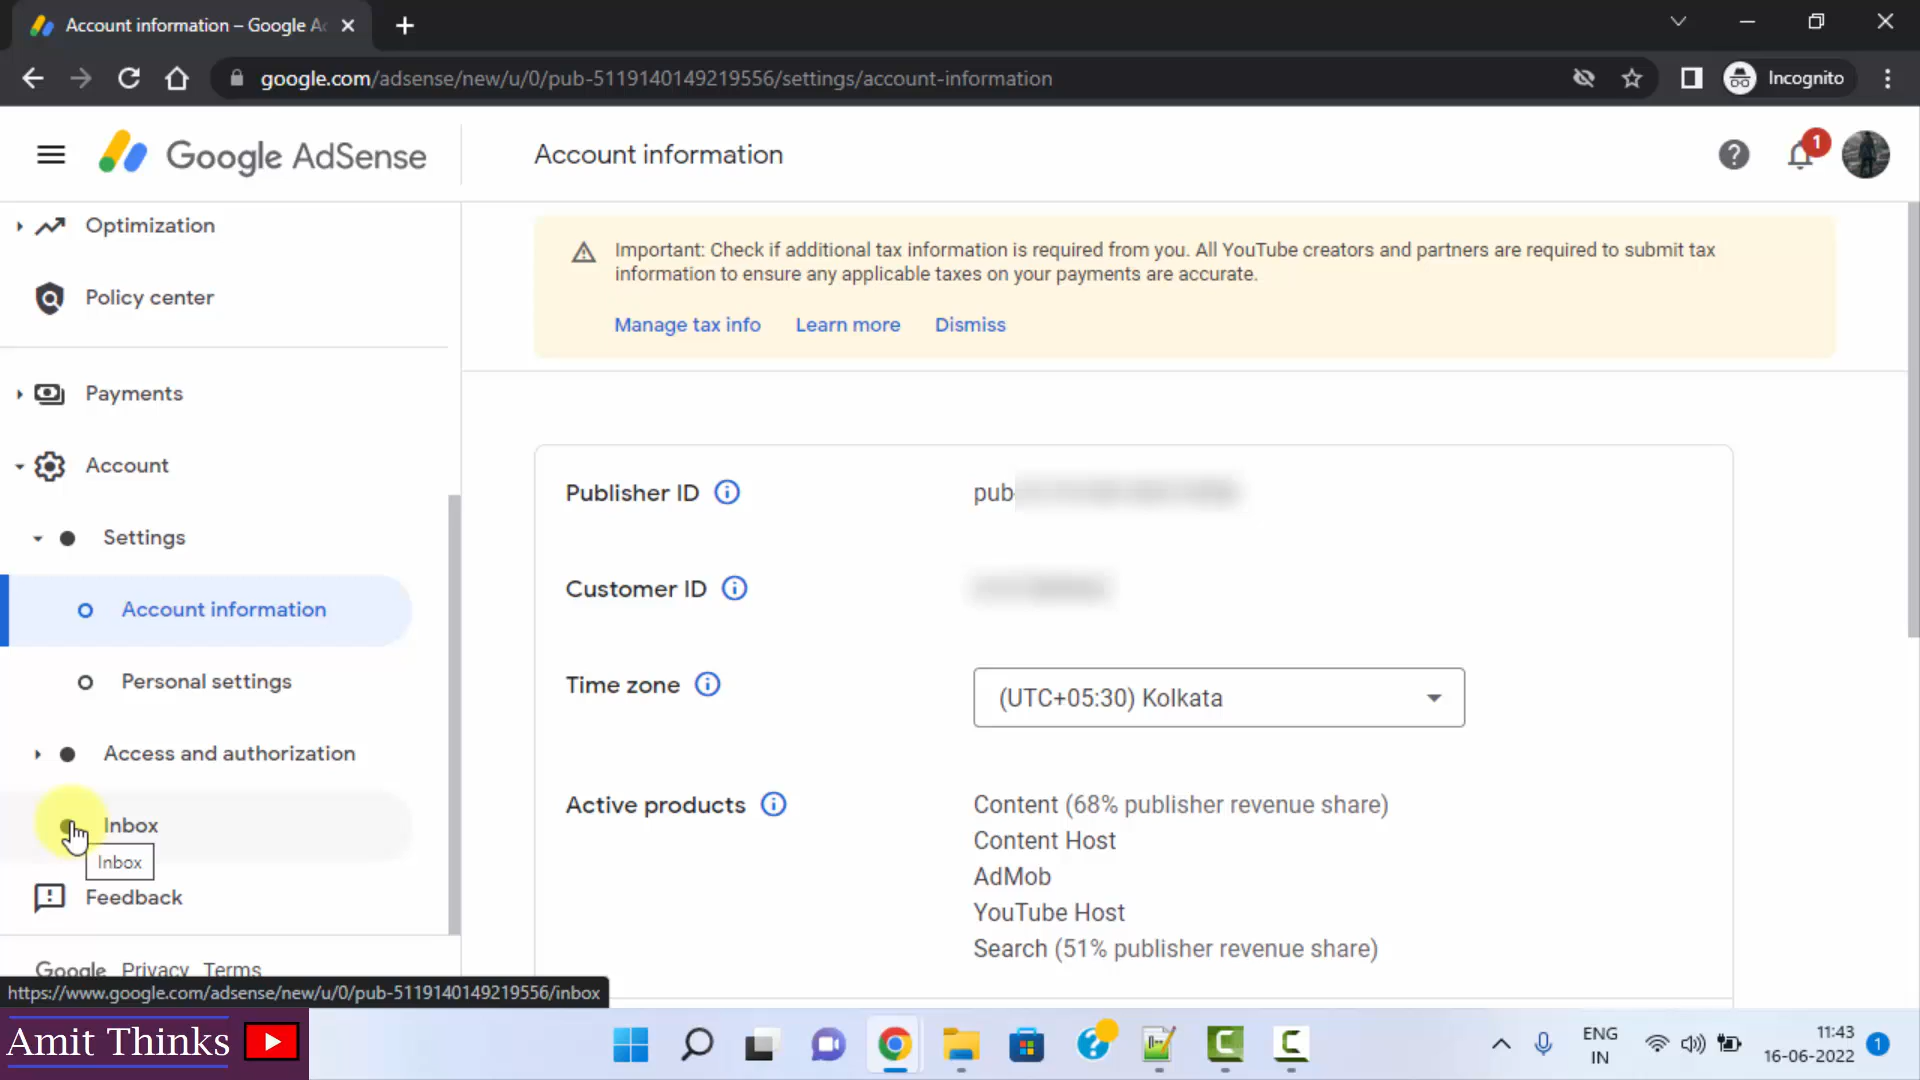 Account information – Google Ad
google.com/adsense/new/u/0/pub-5119140149219556/settings/account-information
Incognito
Google AdSense
Account information
1
Optimization
Policy center
Payments
Account
Settings
Account information
Personal settings
Access and authorization
Inbox
Inbox
Feedback
Google Privacy Terms
https://www.google.com/adsense/new/u/0/pub-5119140149219556/inbox
Important: Check if additional tax information is required from you. All YouTube creators and partners are required to submit tax
information to ensure any applicable taxes on your payments are accurate.
Manage tax info Learn more Dismiss
Publisher ID
pub-
Customer ID
Time zone
(UTC+05:30) Kolkata
Active products
Content (68% publisher revenue share)
Content Host
AdMob
YouTube Host
Search (51% publisher revenue share)
Amit Thinks
ENG
IN
11:43
16-06-2022
1